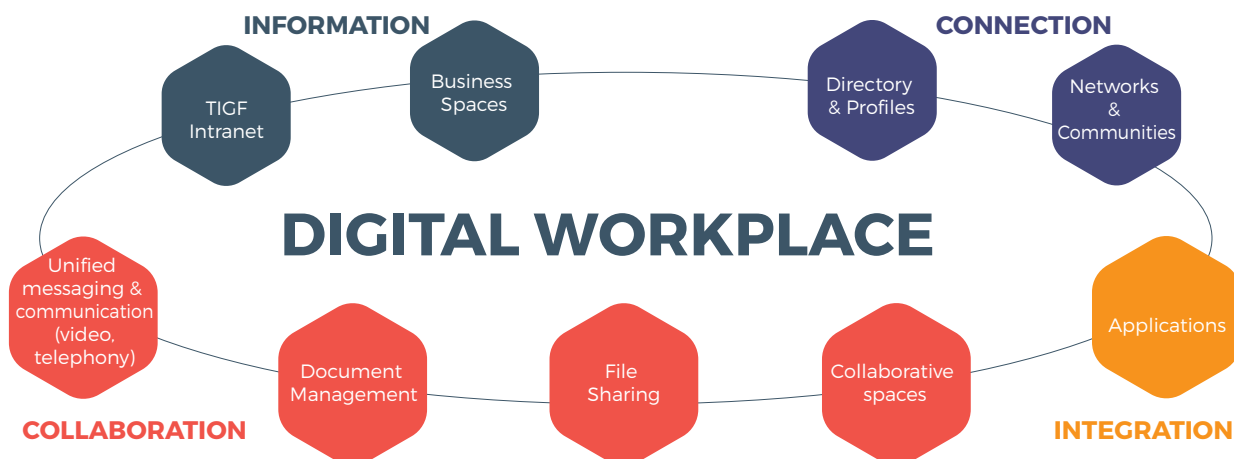 INFORMATION
CONNECTION
TIGF
Intranet
Business
Spaces
Directory
& Profiles
Networks
&
Communities
DIGITAL WORKPLACE
Unified
messaging &
communication
(video,
telephony)
Document
Management
File
Sharing
Collaborative
spaces
Applications
COLLABORATION
INTEGRATION